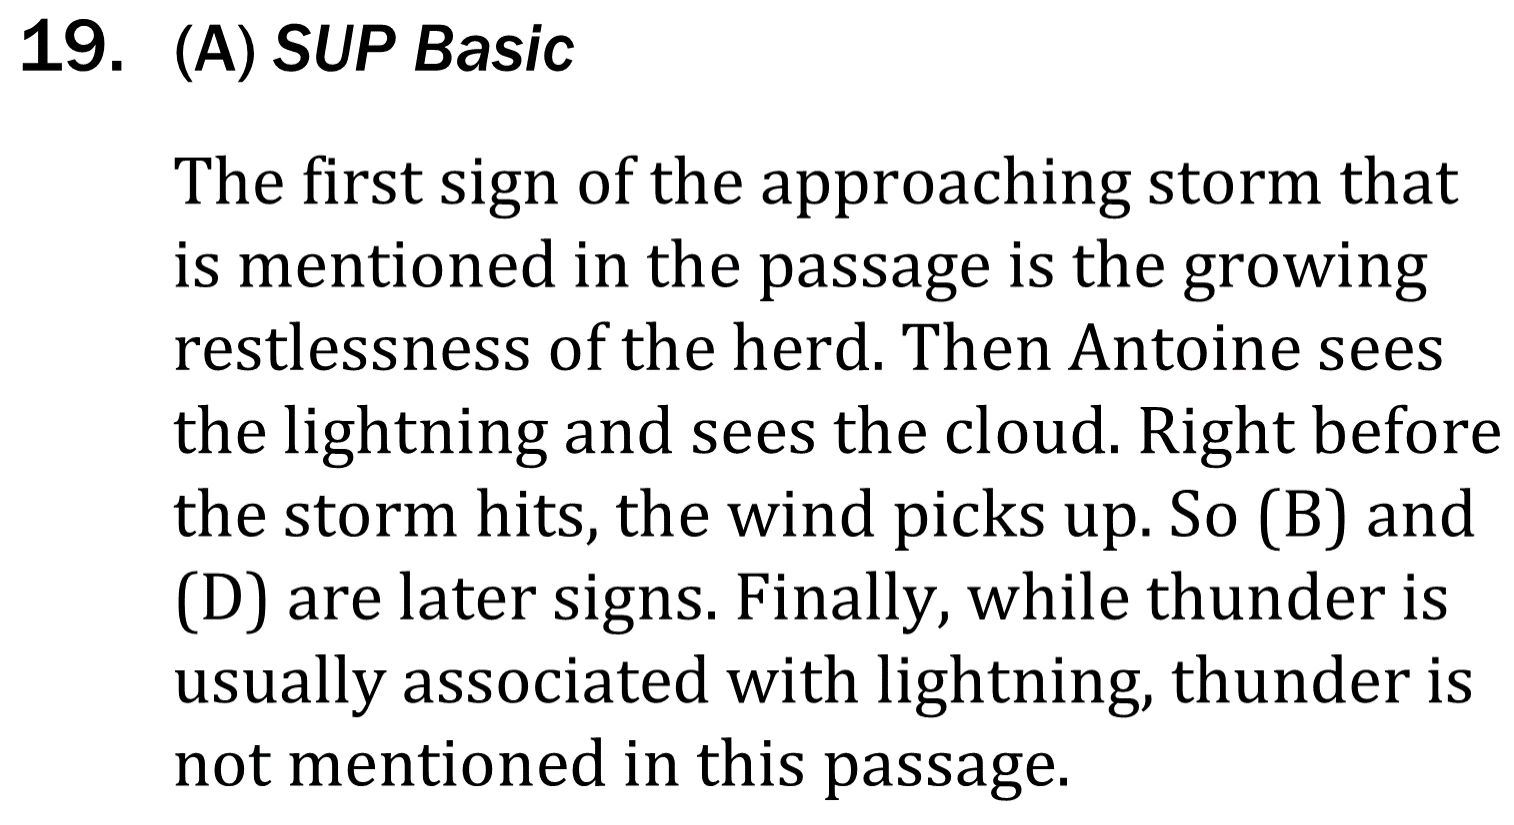 19. (A) SUP Basic
The first sign of the approaching storm that
is mentioned in the passage is the growing
restlessness of the herd. Then Antoine sees
the lightning and sees the cloud. Right before
the storm hits, the wind picks up. So (B) and
(D) are later signs. Finally, while thunder is
usually associated with lightning, thunder is
not mentioned in this passage.